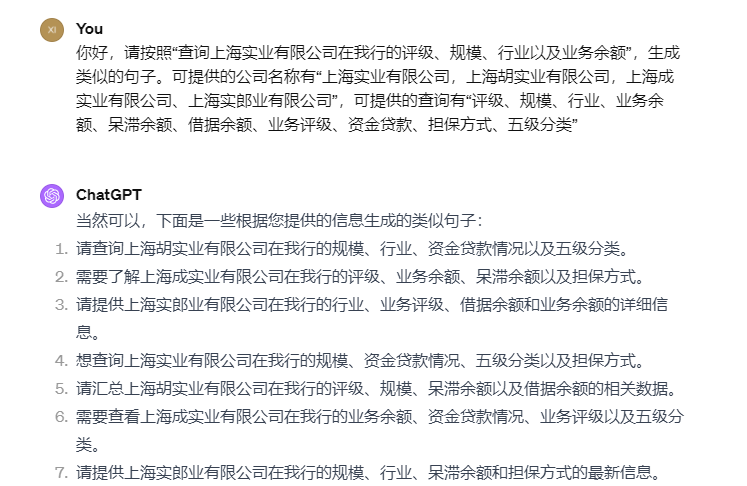 XI
You
你好，请按照“查询上海实业有限公司在我行的评级、规模、行业以及业务余额”，生成
类似的句子。可提供的公司名称有“上海实业有限公司，上海胡实业有限公司，上海成
实业有限公司、上海实郎业有限公司”，可提供的查询有“评级、规模、行业、业务余
额、呆滞余额、借据余额、业务评级、资金贷款、担保方式、五级分类”
ChatGPT
当然可以，下面是一些根据您提供的信息生成的类似句子：
1. 请查询上海胡实业有限公司在我行的规模、行业、资金贷款情况以及五级分类。
2. 需要了解上海成实业有限公司在我行的评级、业务余额、呆滞余额以及担保方式。
3. 请提供上海实郎业有限公司在我行的行业、业务评级、借据余额和业务余额的详细信
息。
4. 想查询上海实业有限公司在我行的规模、资金贷款情况、五级分类以及担保方式。
5. 请汇总上海胡实业有限公司在我行的评级、规模、呆滞余额以及借据余额的相关数据。
6. 需要查看上海成实业有限公司在我行的业务余额、资金贷款情况、业务评级以及五级分
类。
7. 请提供上海实郎业有限公司在我行的规模、行业、呆滞余额和担保方式的最新信息。